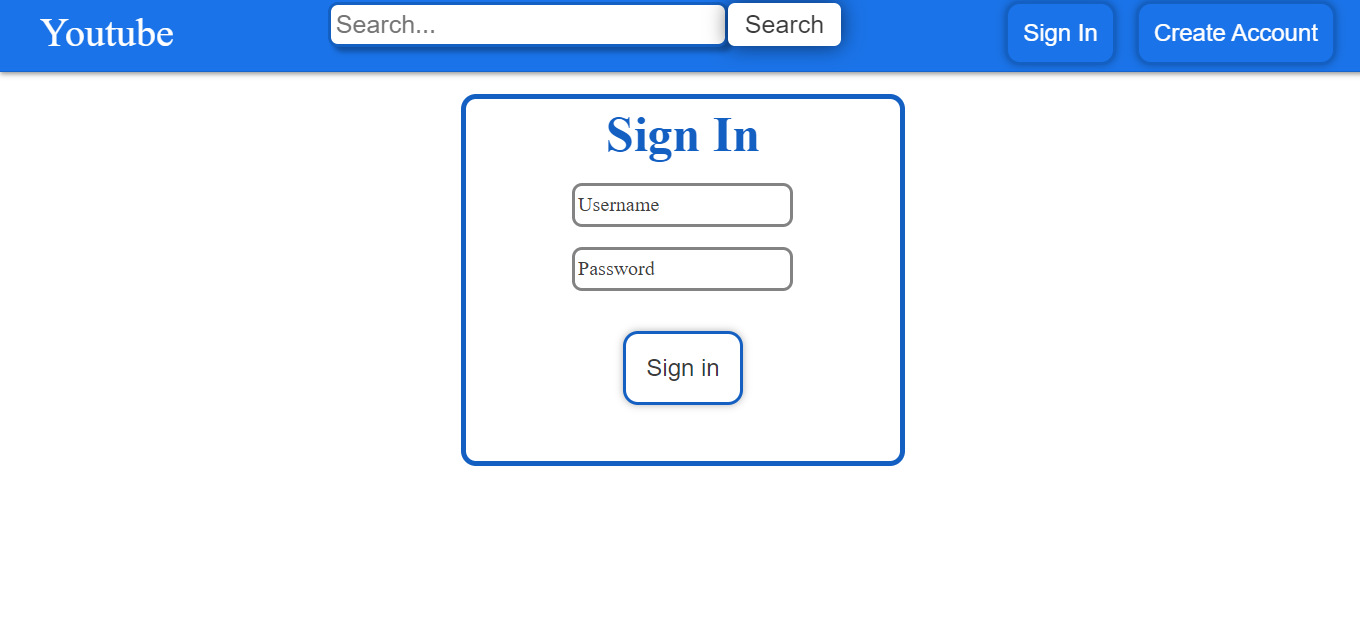 Youtube
Search...
Search
Sign In
Create Account
Sign In
Username
Password
Sign in